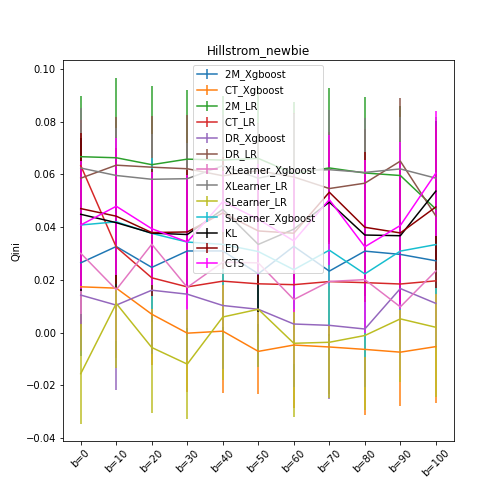 Hillstrom_newbie
0.10
0.08
0.06
0.04
0.02
0.00
−0.02
−0.04
Qini
2M_Xgboost
CT_Xgboost
2M_LR
CT_LR
DR_Xgboost
DR_LR
XLearner_Xgboost
XLearner_LR
SLearner_LR
SLearner_Xgboost
KL
ED
CTS
b=0
b=10
b=20
b=30
b=40
b=50
b=60
b=70
b=80
b=90
b=100